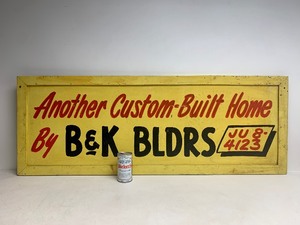 Another Custom-Built Home
By B&K BLDRS JU 8-
4123